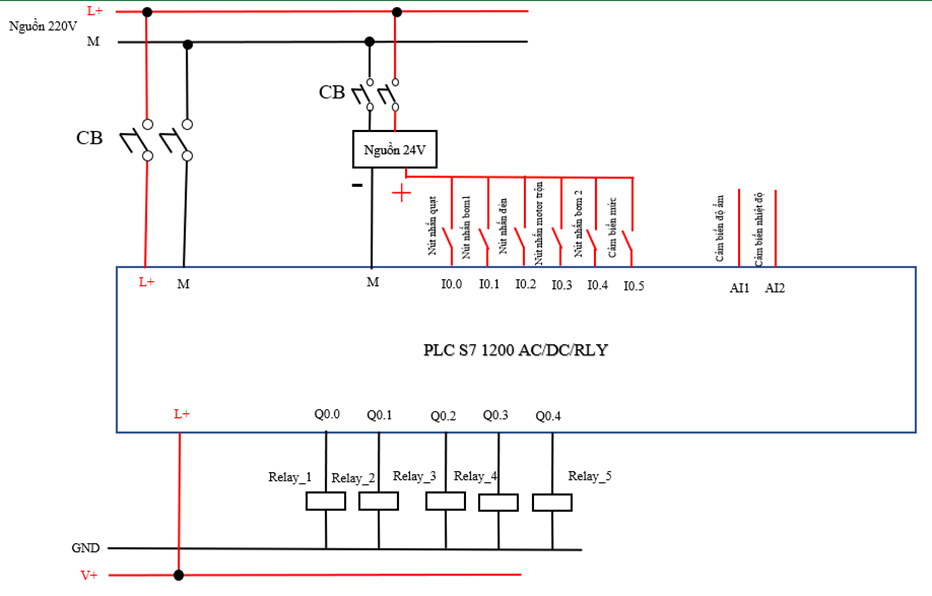 L+
Nguồn 220V
M
CB
CB
Nguồn 24V
-
+
Nút nhấn quạt
Nút nhấn bom1
Nút nhấn đèn
Nút nhấn motor trộn
Nút nhấn bơm 2
Cảm biến mức
Cảm biến độ ẩm
Cảm biến nhiệt độ
L+
M
M
I0.0
I0.1
I0.2
I0.3
I0.4
I0.5
AI1
AI2
PLC S7 1200 AC/DC/RLY
L+
Q0.0
Q0.1
Q0.2
Q0.3
Q0.4
Relay_1
Relay_2
Relay_3
Relay_4
Relay_5
GND
V+